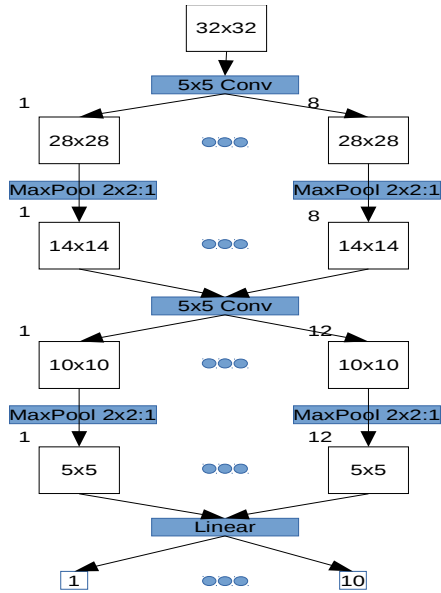 32x32
5x5 Conv
1
8
28x28
28x28
MaxPool 2x2:1
MaxPool 2x2:1
1
8
14x14
14x14
5x5 Conv
1
12
10x10
10x10
MaxPool 2x2:1
MaxPool 2x2:1
1
12
5x5
5x5
Linear
1
10